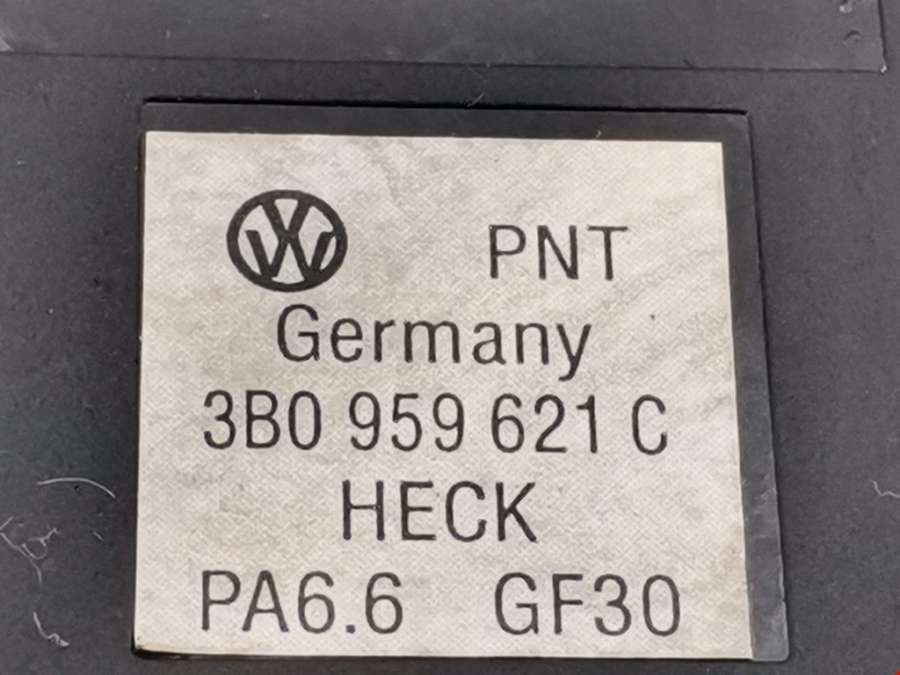 PNT
Germany
3B0 959 621 C
HECK
PA6.6 GF30